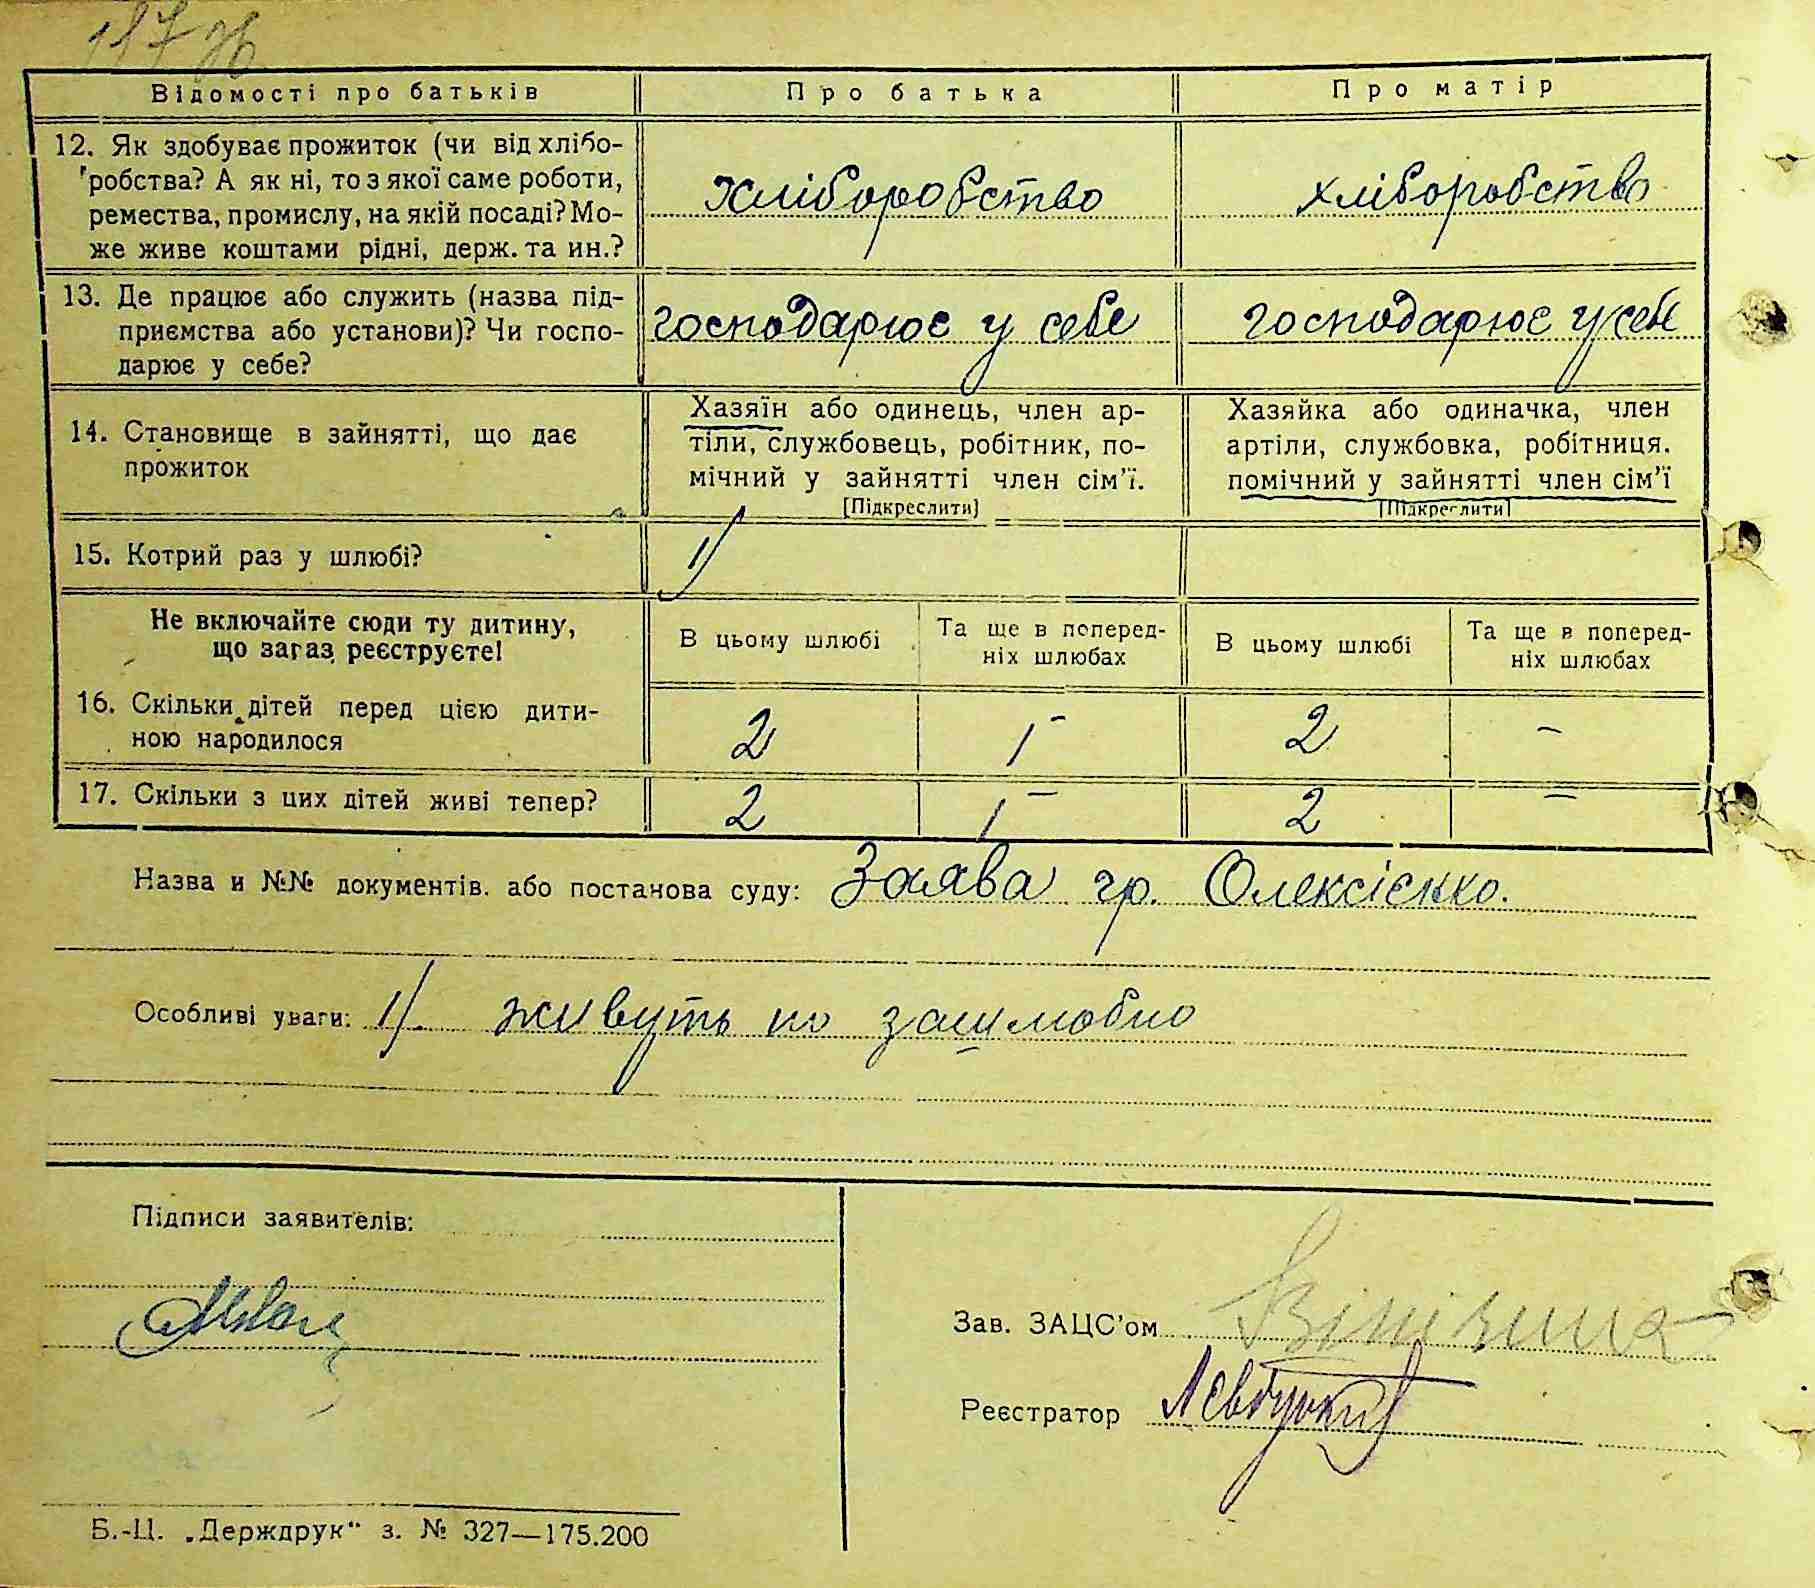 117 зв
Відомості про батьків Про батька Про матір
12. Як здобуває прожиток (чи від хлібо-
робства? А як ні, то з якої саме роботи,
ремества, промислу, на якій посаді? Мо-
же живе коштами рідні, держ. та ин.?
хліборобство хліборобство
13. Де працює або служить (назва під-
приємства або установи)? Чи госпо-
дарює у себе?
господарює у себе господарює у себе
14. Становище в зайнятті, що дає
прожиток
Хазяїн або одинець, член ар-
тіли, службовець, робітник, по-
мічний у зайнятті член сім'ї.
[Підкреслити]
Хазяйка або одиначка, член
артіли, службовка, робітниця.
помічний у зайнятті член сім'ї
[Підкреслити]
15. Котрий раз у шлюбі? 1)
Не включайте сюди ту дитину,
що зараз реєструєте!
В цьому шлюбі
Та ще в поперед-
ніх шлюбах
В цьому шлюбі
Та ще в поперед-
ніх шлюбах
16. Скільки дітей перед цією дити-
ною народилося
2 1- 2 -
17. Скільки з цих дітей живі тепер? 2 1- 2 -
Назва и №№ документів. або постанова суду: Заява гр. Олексієнко.
Особливі уваги: 1). живуть по зашлюбно
Підписи заявителів:
Зав. ЗАЦС'ом
Реєстратор
Б.-Ц. „Держдрук" з. № 327—175.200